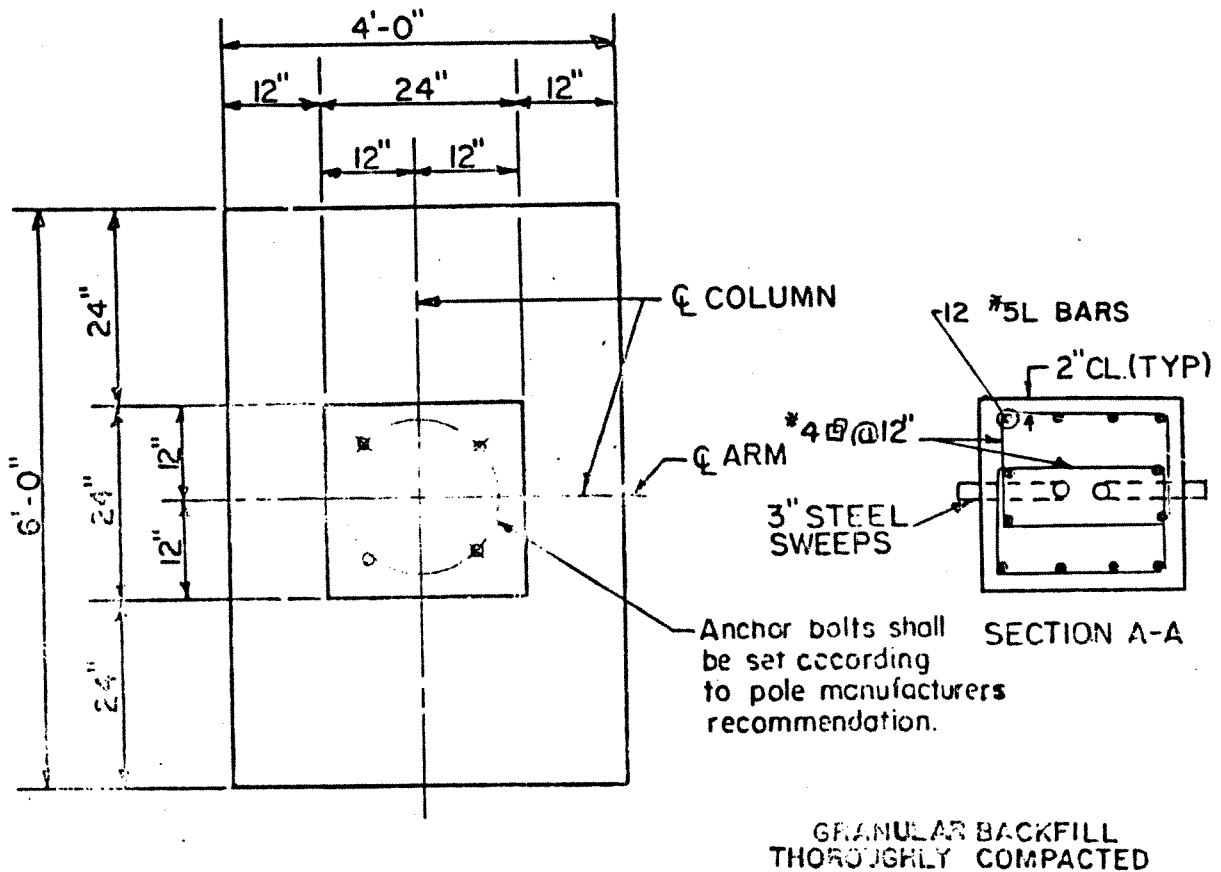 4'-0"
12" 24" 12"
12" 12"
24"
6'-0"
24"
12"
12"
24"
℄ COLUMN
℄ ARM
Anchor bolts shall
be set according
to pole manufacturers
recommendation.
12 #5L BARS
2" CL. (TYP)
4
#4 @ 12"
3" STEEL
SWEEPS
SECTION A-A
GRANULAR BACKFILL
THOROUGHLY COMPACTED